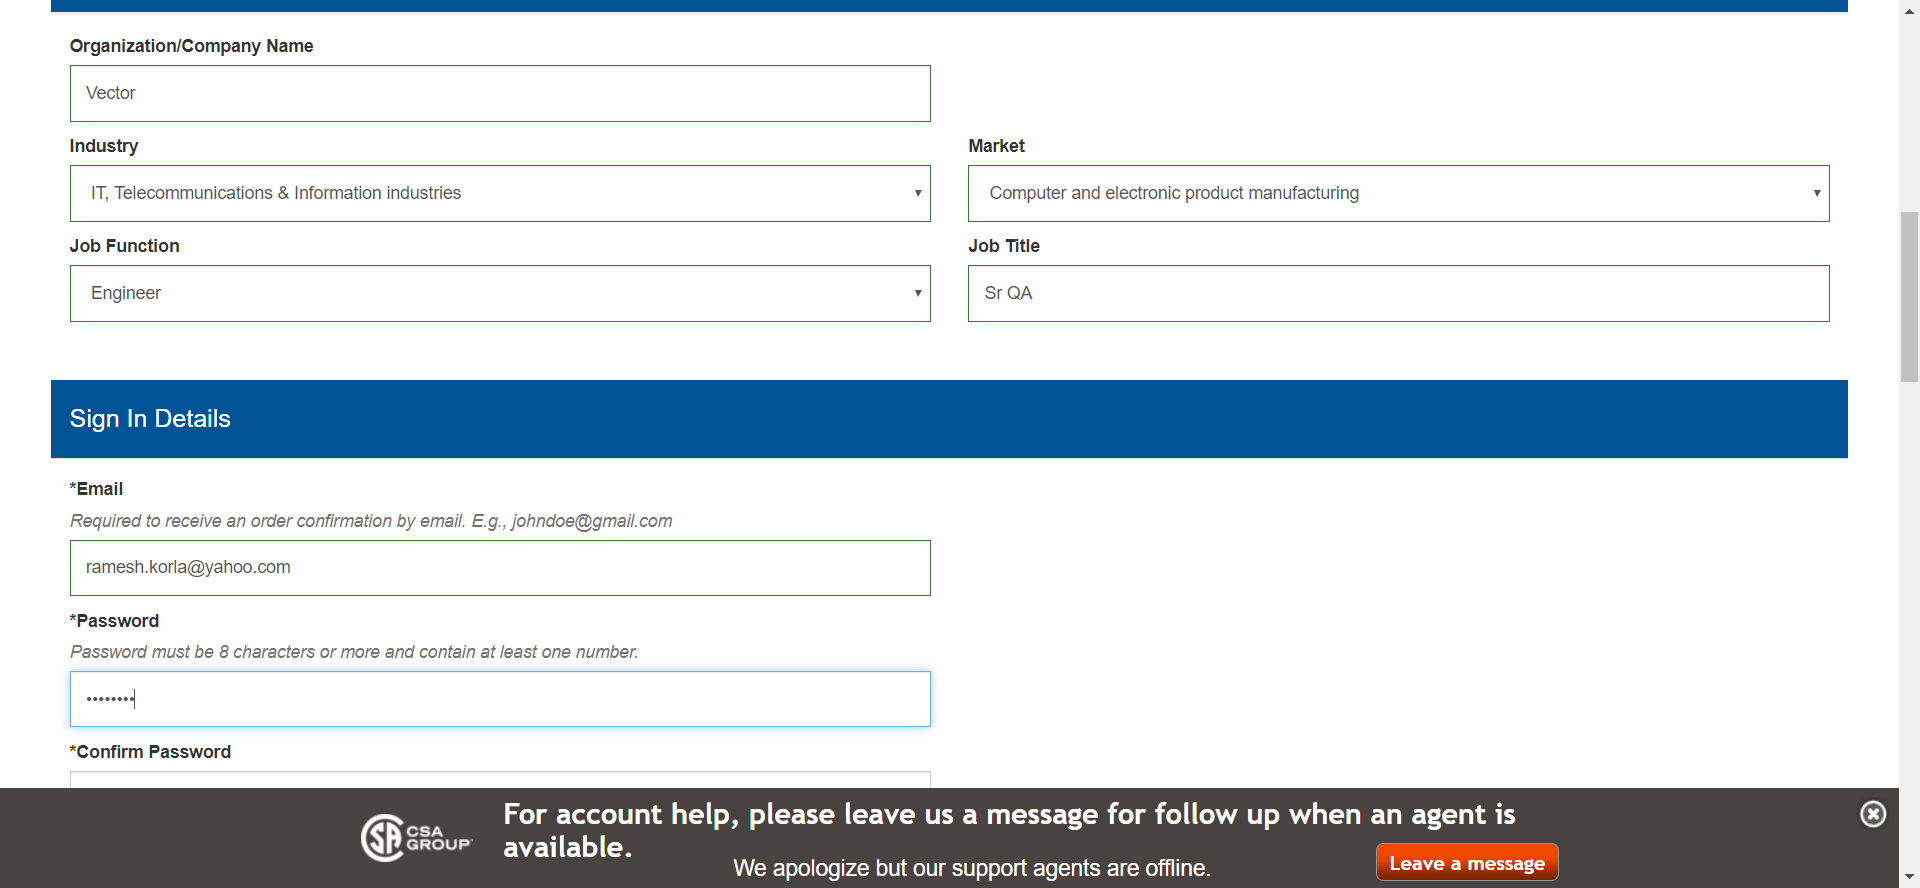 Organization/Company Name
Vector
Industry
Market
IT, Telecommunications & Information industries
Computer and electronic product manufacturing
Job Function
Job Title
Engineer
Sr QA
Sign In Details
*Email
Required to receive an order confirmation by email. E.g., johndoe@gmail.com
ramesh.korla@yahoo.com
*Password
Password must be 8 characters or more and contain at least one number.
••••••••
*Confirm Password
For account help, please leave us a message for follow up when an agent is
available.
CSA
GROUP
We apologize but our support agents are offline.
Leave a message